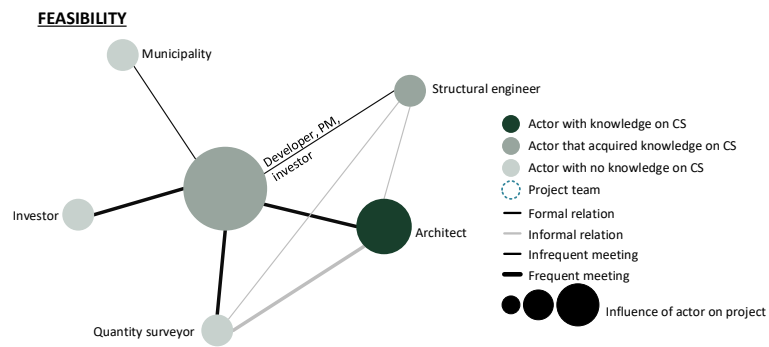 FEASIBILITY
Municipality
Structural engineer
Developer, PM,
investor
Investor
Architect
Quantity surveyor
Actor with knowledge on CS
Actor that acquired knowledge on CS
Actor with no knowledge on CS
Project team
Formal relation
Informal relation
Infrequent meeting
Frequent meeting
Influence of actor on project